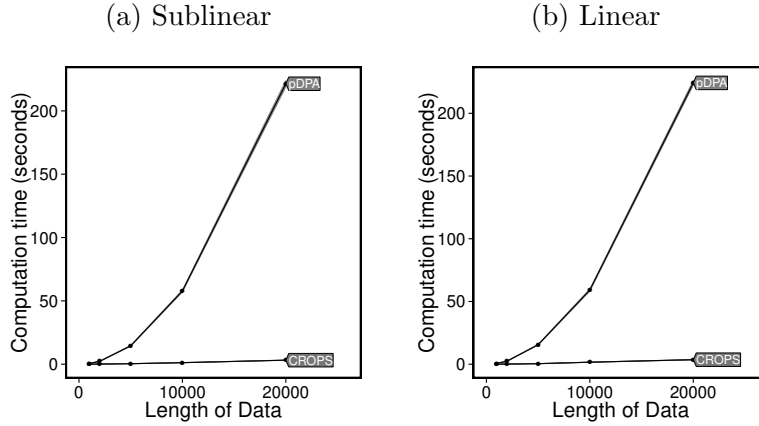 (a) Sublinear
(b) Linear
Computation time (seconds)
200
150
100
50
0
pDPA
CROPS
0
10000
20000
Length of Data
Computation time (seconds)
200
150
100
50
0
pDPA
CROPS
0
10000
20000
Length of Data